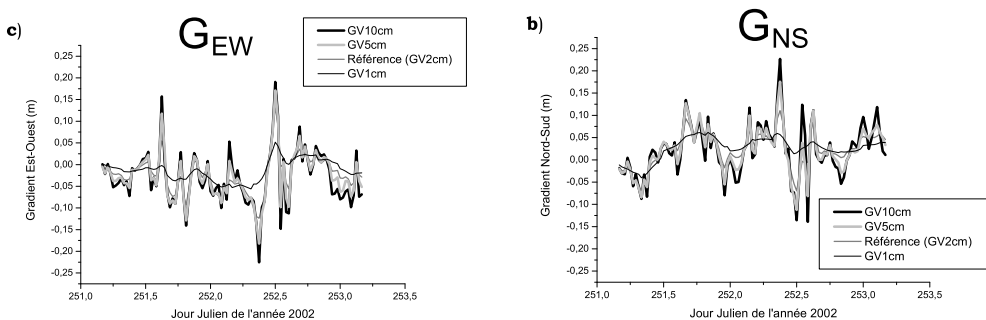 c)
G_EW
GV10cm
GV5cm
Référence (GV2cm)
GV1cm
Gradient Est-Ouest (m)
0,25
0,20
0,15
0,10
0,05
0,00
-0,05
-0,10
-0,15
-0,20
-0,25
251,0 251,5 252,0 252,5 253,0 253,5
Jour Julien de l'année 2002
b)
G_NS
Gradient Nord-Sud (m)
0,25
0,20
0,15
0,10
0,05
0,00
-0,05
-0,10
-0,15
-0,20
-0,25
GV10cm
GV5cm
Référence (GV2cm)
GV1cm
251,0 251,5 252,0 252,5 253,0 253,5
Jour Julien de l'année 2002